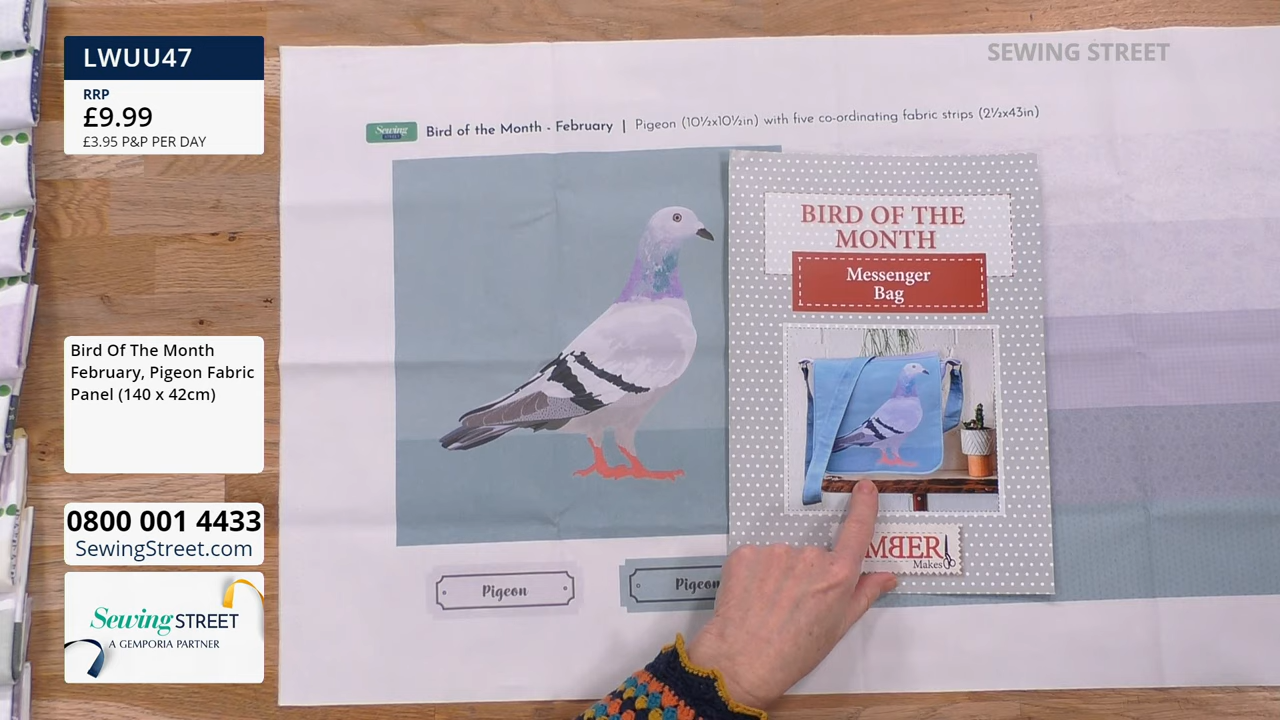 LWUU47
RRP
£9.99
£3.95 P&P PER DAY
Bird Of The Month
February, Pigeon Fabric
Panel (140 x 42cm)
0800 001 4433
SewingStreet.com
Sewing STREET
A GEMPORIA PARTNER
SEWING STREET
Sewing
STREET
Bird of the Month - February | Pigeon (10½x10½in) with five co-ordinating fabric strips (2½x43in)
BIRD OF THE
MONTH
Messenger
Bag
MBER
Makes
Pigeon
Pigeon